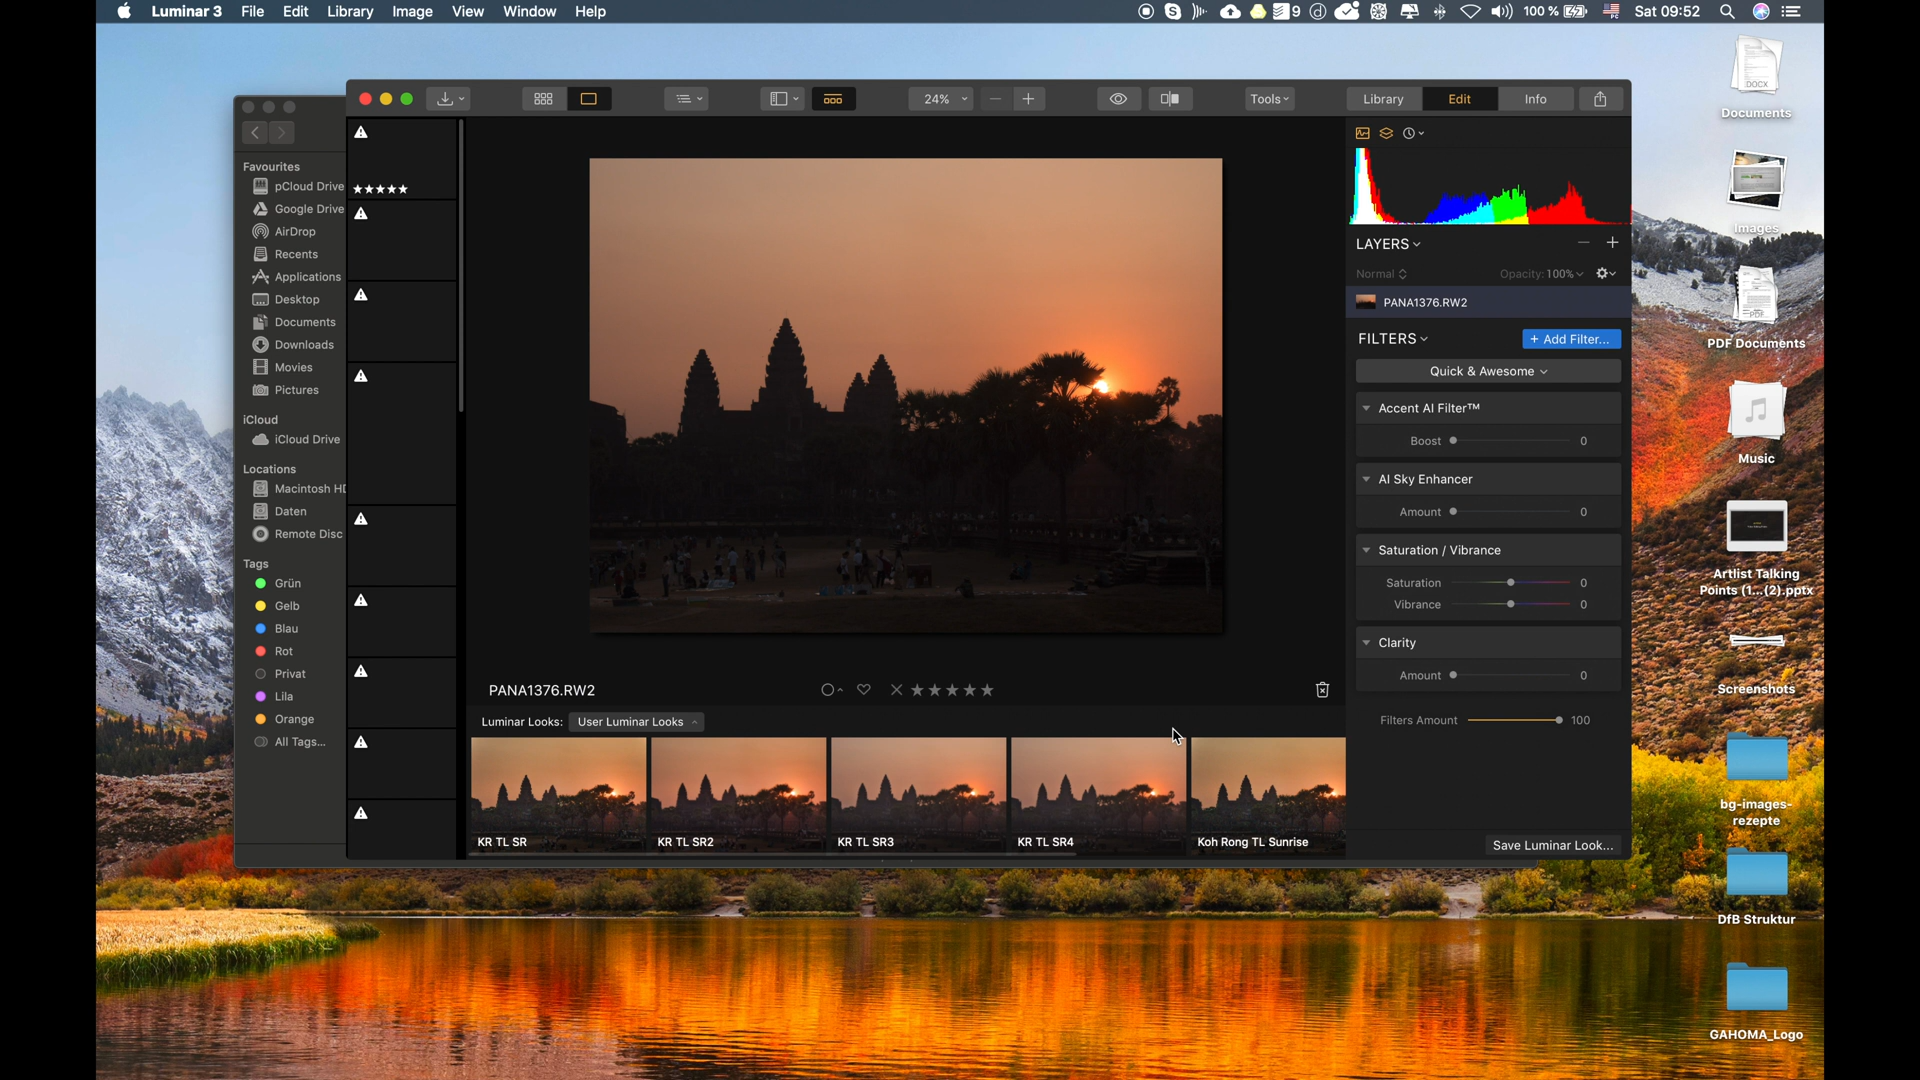 Luminar 3 File Edit Library Image View Window Help 9 100 % Sat 09:52
24% Tools Library Edit Info
Favourites
pCloud Drive
Google Drive
AirDrop
Recents
Applications
Desktop
Documents
Downloads
Movies
Pictures
iCloud
iCloud Drive
Locations
Macintosh HD
Daten
Remote Disc
Tags
Grün
Gelb
Blau
Rot
Privat
Lila
Orange
All Tags...
PANA1376.RW2
Luminar Looks: User Luminar Looks
KR TL SR KR TL SR2 KR TL SR3 KR TL SR4 Koh Rong TL Sunrise
LAYERS
Normal Opacity: 100%
PANA1376.RW2
FILTERS + Add Filter...
Quick & Awesome
Accent AI Filter™
Boost 0
AI Sky Enhancer
Amount 0
Saturation / Vibrance
Saturation 0
Vibrance 0
Clarity
Amount 0
Filters Amount 100
Save Luminar Look...
DOCX
Documents
Images
PDF
PDF Documents
Music
Artlist Talking
Points (1...(2).pptx
Screenshots
bg-images-
rezepte
DfB Struktur
GAHOMA_Logo